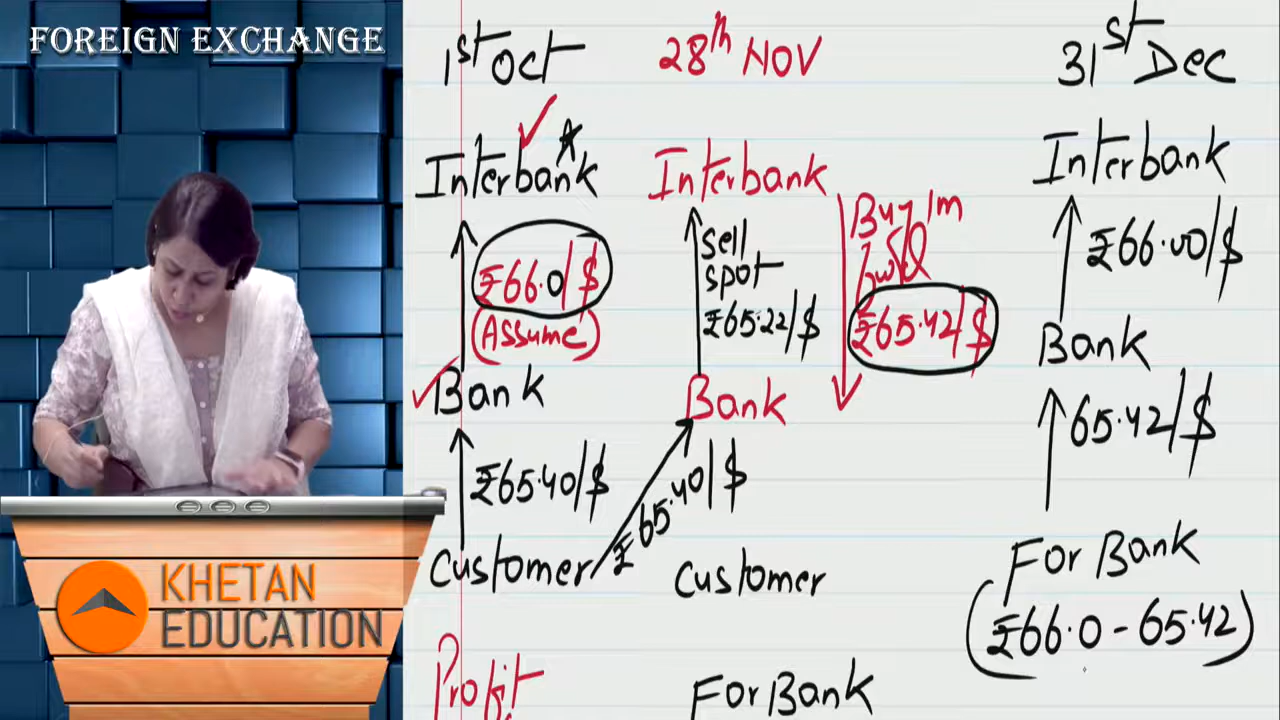 FOREIGN EXCHANGE
1st Oct
28th NOV
31st Dec
Interbank
Interbank
Interbank
₹66.0/$
(Assume)
sell
spot
₹65.22/$
Buy 1m
fwd
₹65.42/$
₹66.00/$
Bank
Bank
Bank
₹65.40/$
₹65.40/$
65.42/$
Customer
Customer
For Bank
(₹66.0 - 65.42)
Profit
For Bank
KHETAN
EDUCATION